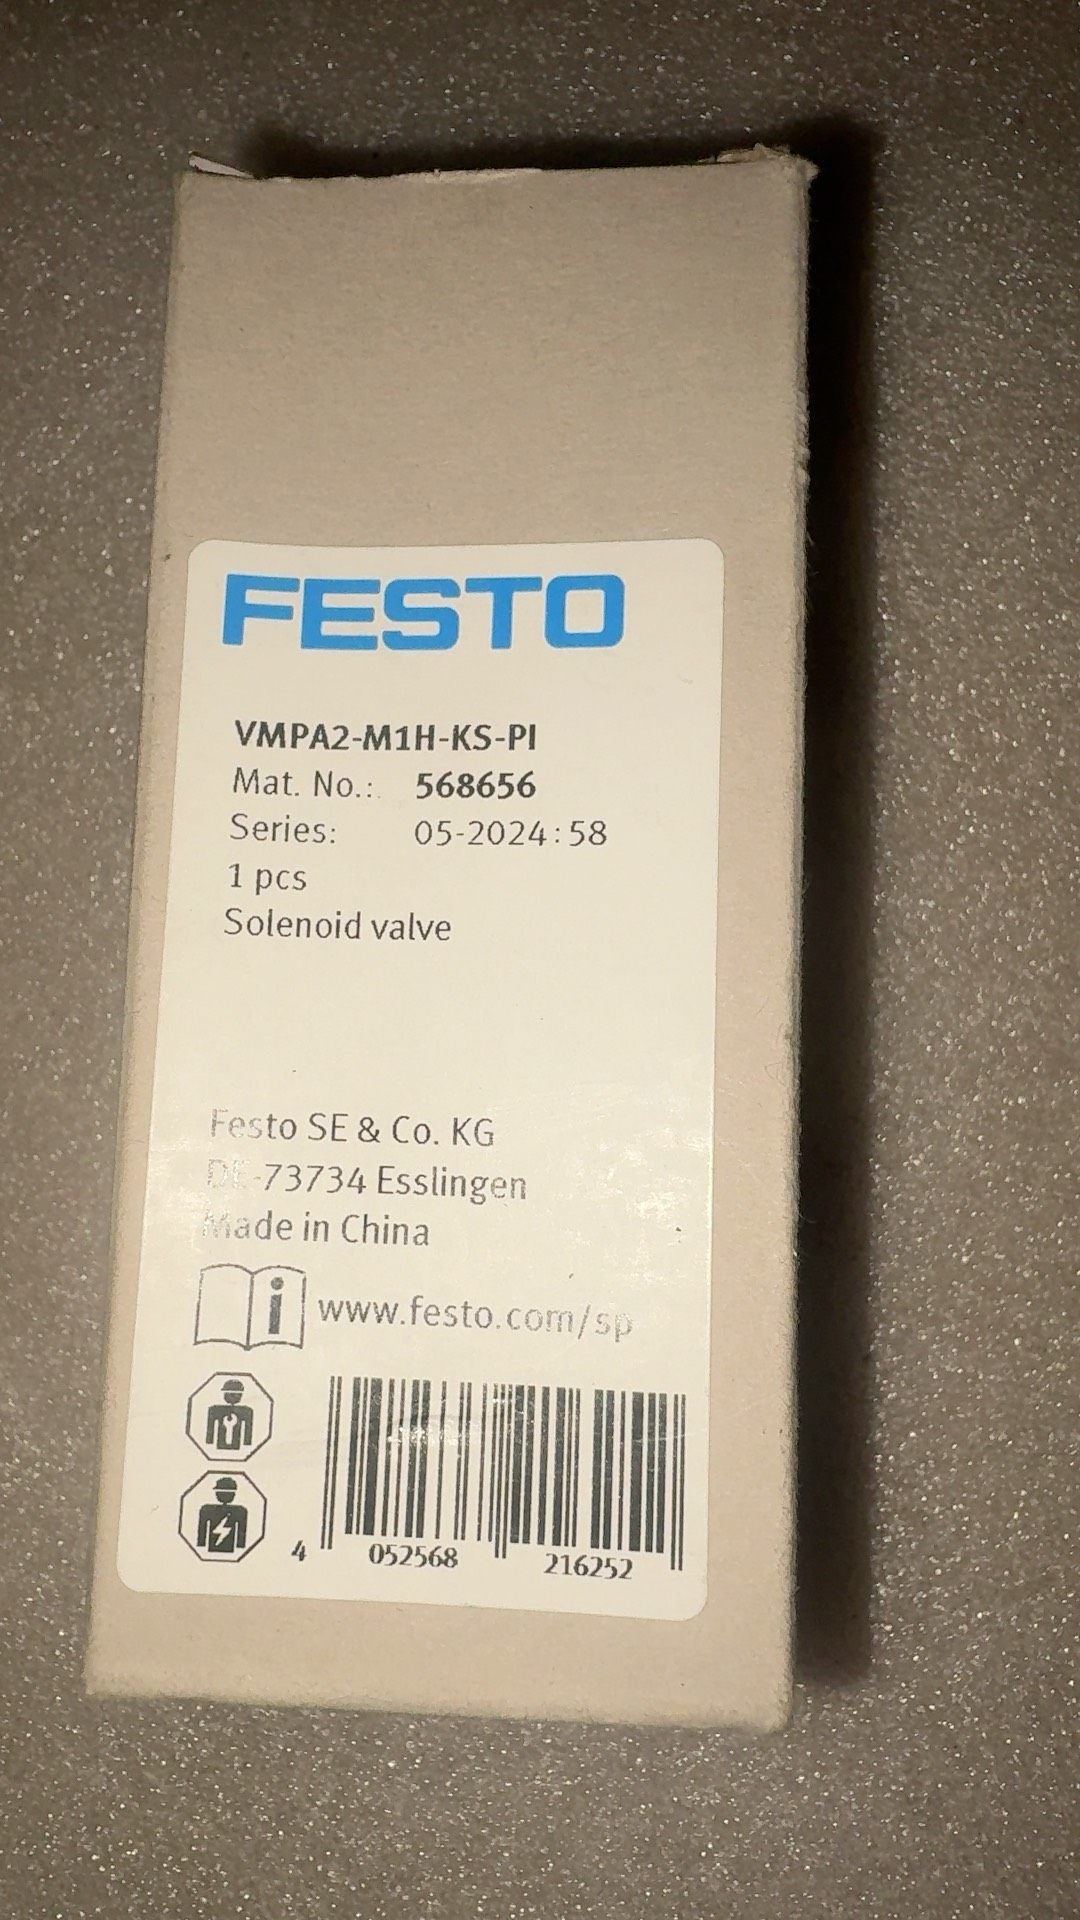 FESTO
VMPA2-M1H-KS-PI
Mat. No.: 568656
Series: 05-2024:58
1 pcs
Solenoid valve
Festo SE & Co. KG
DE-73734 Esslingen
Made in China
i www.festo.com/sp
4 052568 216252